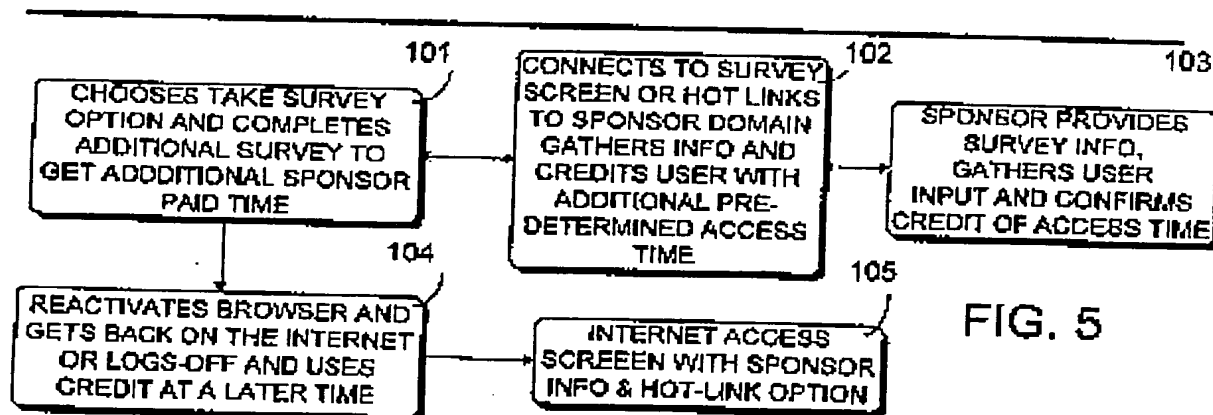 101
CHOOSES TAKE SURVEY
OPTION AND COMPLETES
ADDITIONAL SURVEY TO
GET ADDDITIONAL SPONSOR
PAID TIME
102
CONNECTS TO SURVEY
SCREEN OR HOT LINKS
TO SPONSOR DOMAIN
GATHERS INFO AND
CREDITS USER WITH
ADDITIONAL PRE-
DETERMINED ACCESS
TIME
103
SPONSOR PROVIDES
SURVEY INFO,
GATHERS USER
INPUT AND CONFIRMS
CREDIT OF ACCESS TIME
104
REACTIVATES BROWSER AND
GETS BACK ON THE INTERNET
OR LOGS-OFF AND USES
CREDIT AT A LATER TIME
105
INTERNET ACCESS
SCREEEN WITH SPONSOR
INFO & HOT-LINK OPTION
FIG. 5